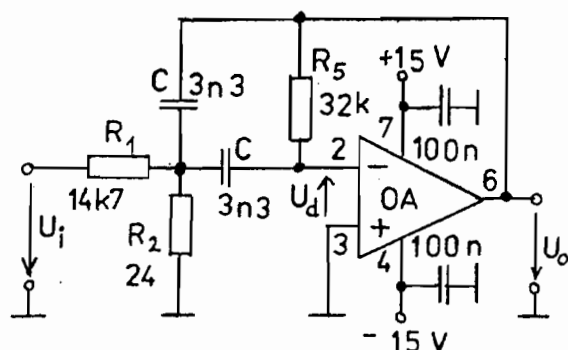 R5
32k
+15 V
C 3n3
7
100n
R1
14k7
C
3n3
2
-
Ud
OA
6
R2
24
3
+
4
100n
Ui
Uo
- 15 V